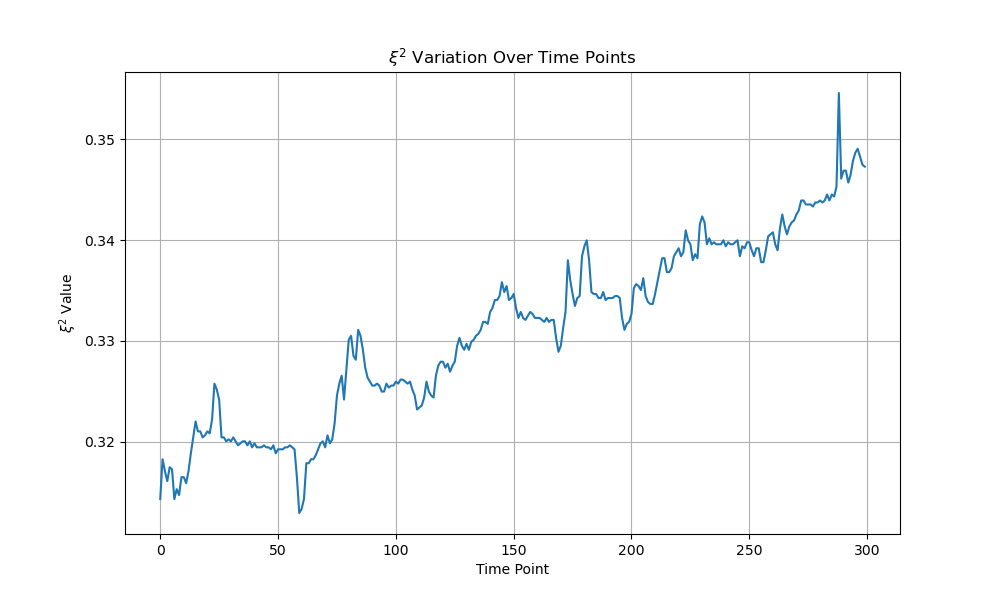 ξ² Variation Over Time Points
ξ² Value
0.35
0.34
0.33
0.32
0 50 100 150 200 250 300
Time Point